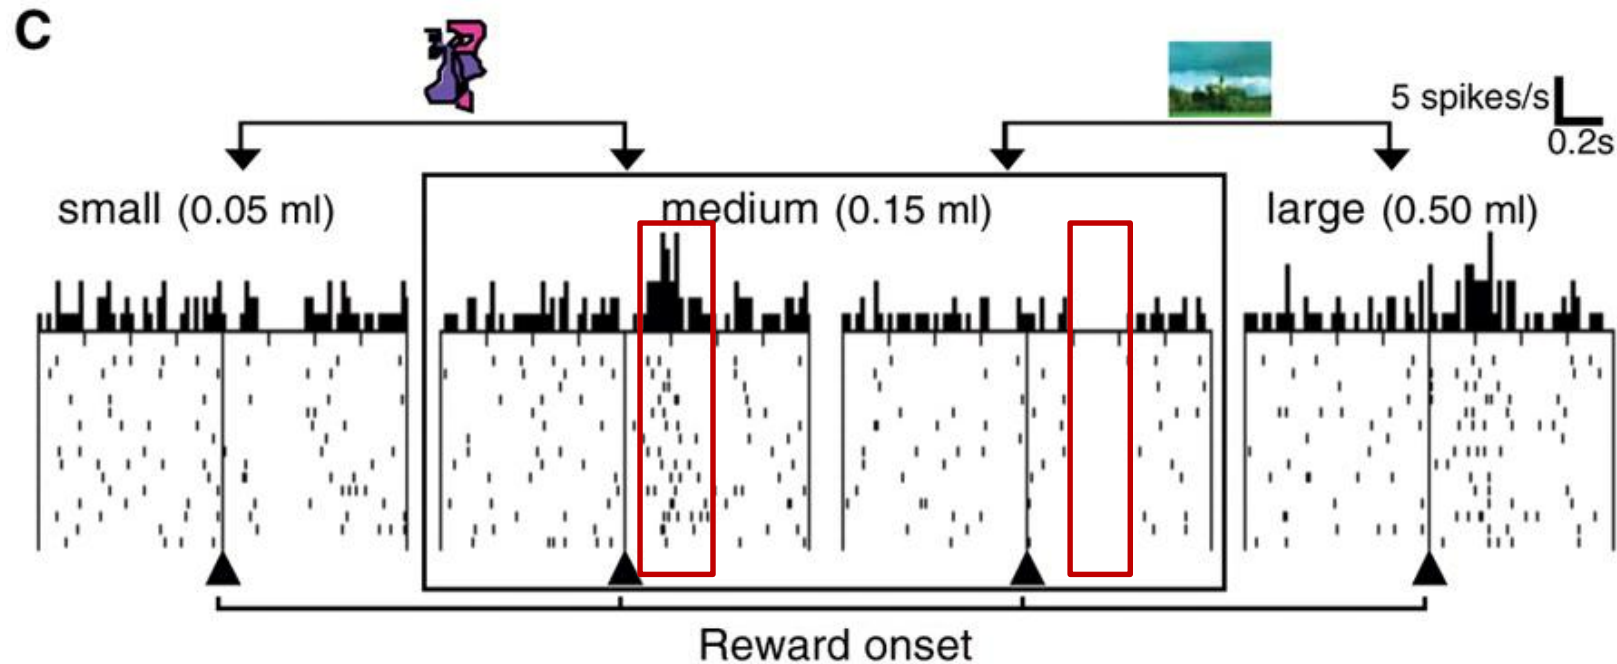 C
5 spikes/s
0.2s
small (0.05 ml)
medium (0.15 ml)
large (0.50 ml)
Reward onset